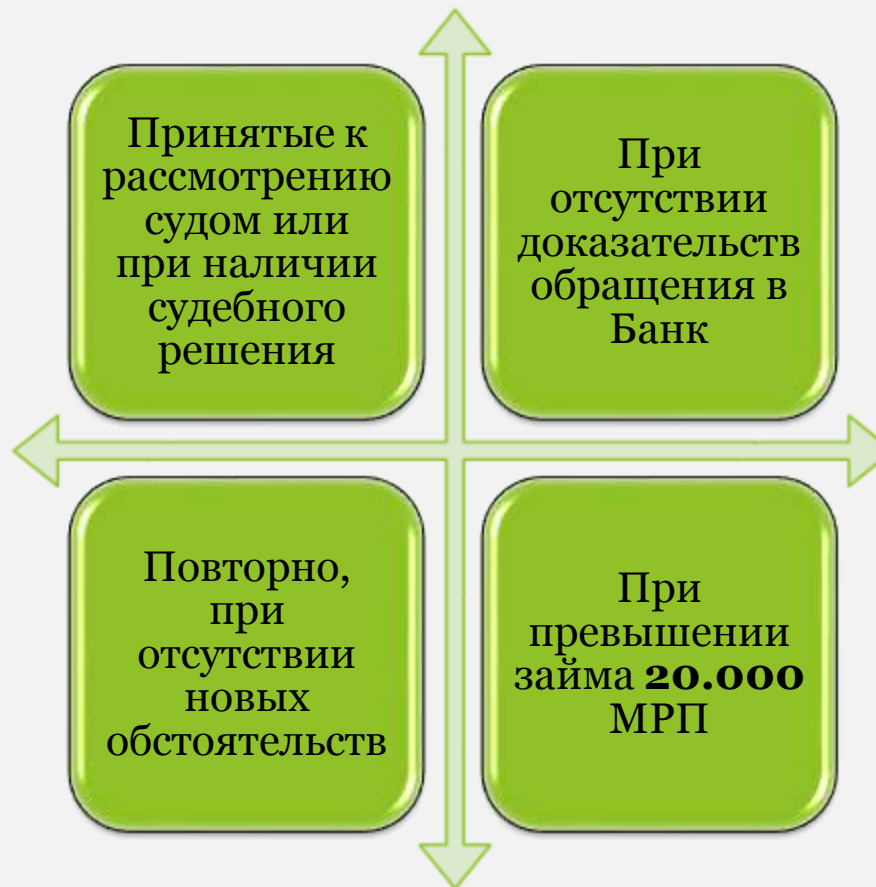 Принятые к
рассмотрению
судом или
при наличии
судебного
решения
При
отсутствии
доказательств
обращения в
Банк
Повторно,
при
отсутствии
новых
обстоятельств
При
превышении
займа 20.000
МРП